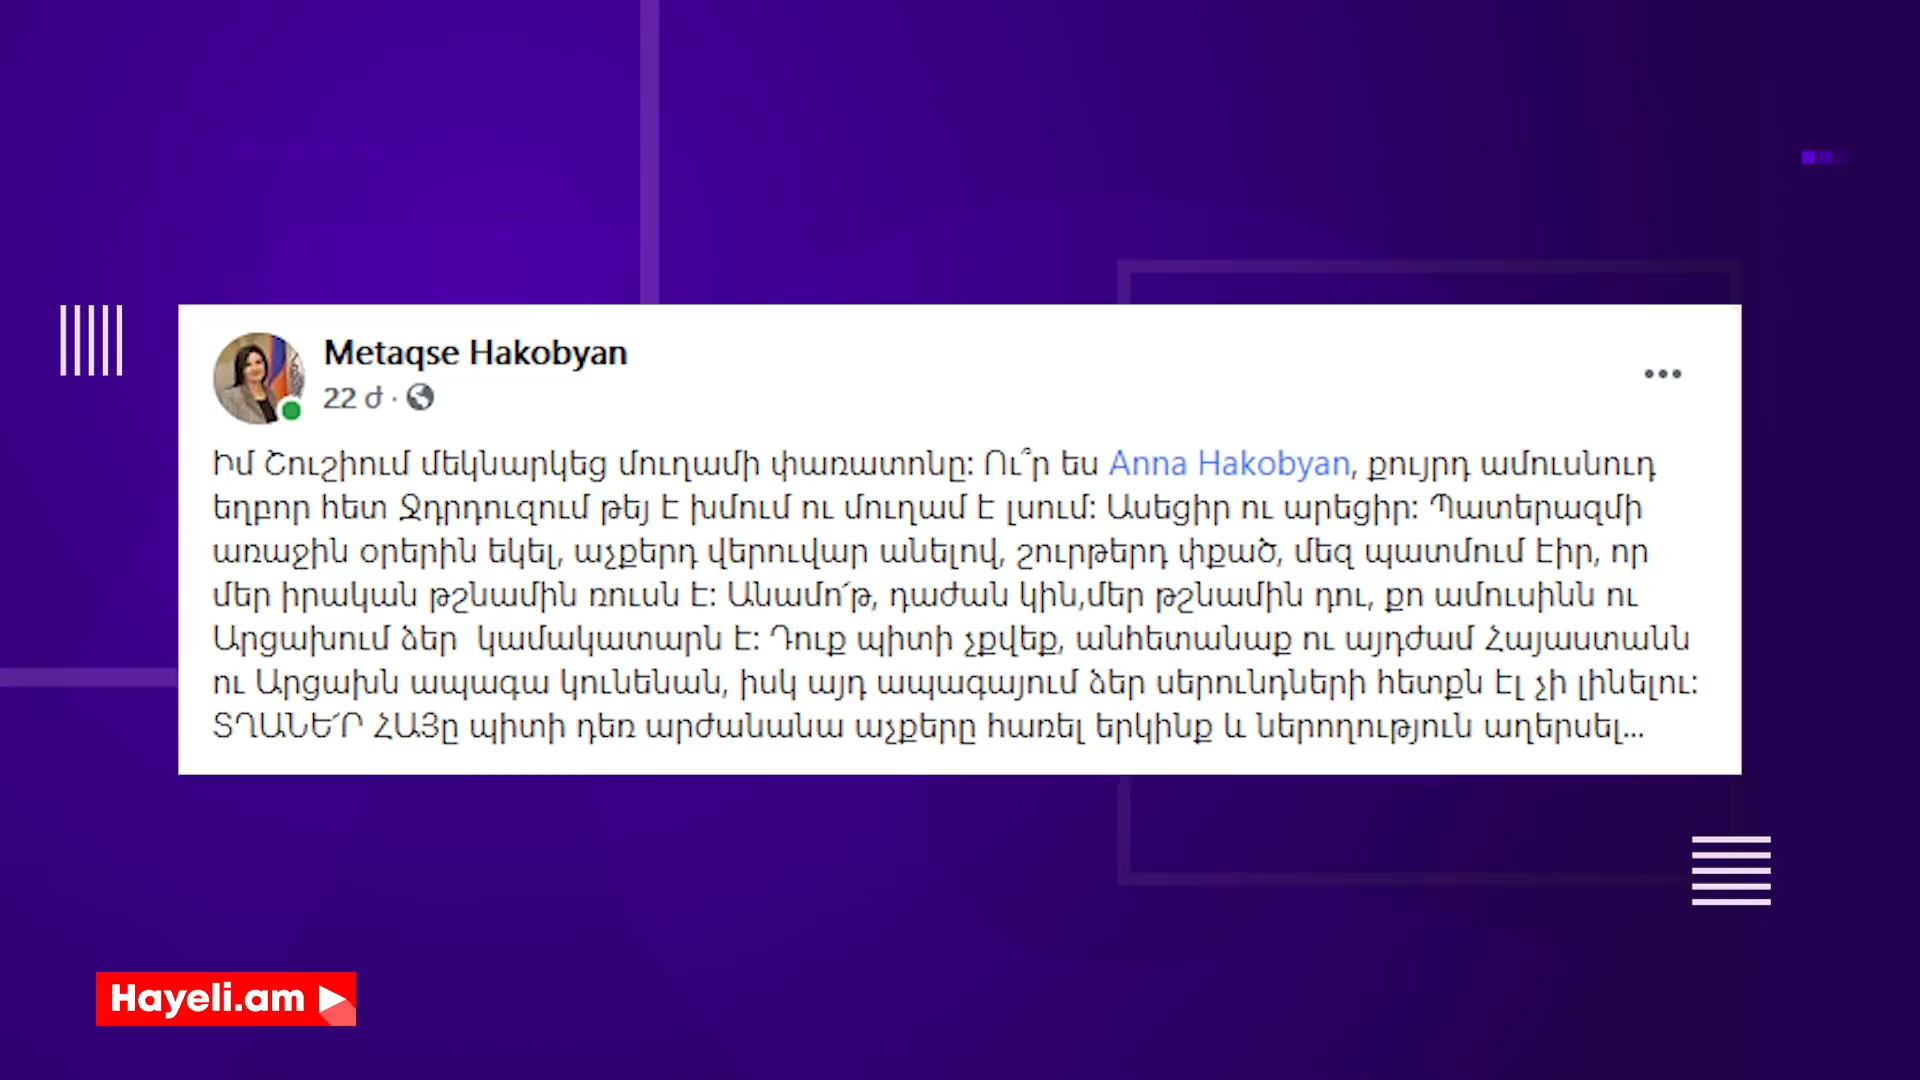 Metaqse Hakobyan
22 ժ ·
Իմ Շուշիում մեկնարկեց մուղամի փառատոնը: Ու՞ր ես Anna Hakobyan, քույրդ ամուսնուդ
եղբոր հետ Ջդրդուզում թեյ է խմում ու մուղամ է լսում: Ասեցիր ու արեցիր: Պատերազմի
առաջին օրերին եկել, աչքերդ վերուվար անելով, շուրթերդ փքած, մեզ պատմում էիր, որ
մեր իրական թշնամին ռուսն է: Անամո՜թ, դաժան կին,մեր թշնամին դու, քո ամուսինն ու
Արցախում ձեր կամակատարն է: Դուք պիտի չքվեք, անհետանաք ու այդժամ Հայաստանն
ու Արցախն ապագա կունենան, իսկ այդ ապագայում ձեր սերունդների հետքն էլ չի լինելու:
ՏՂԱՆԵ՜Ր ՀԱՅը պիտի դեռ արժանանա աչքերը հառել երկինք և ներողություն աղերսել...
Hayeli.am